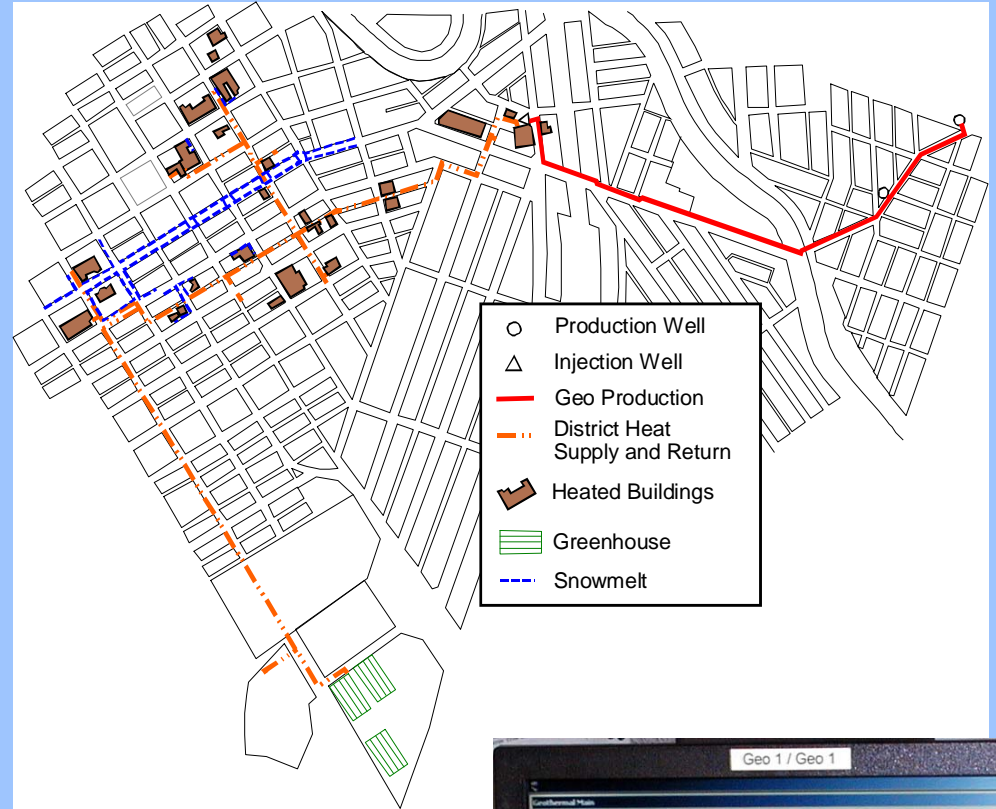 Production Well
Injection Well
Geo Production
District Heat
Supply and Return
Heated Buildings
Greenhouse
Snowmelt
Geo 1 / Geo 1
Geothermal Main